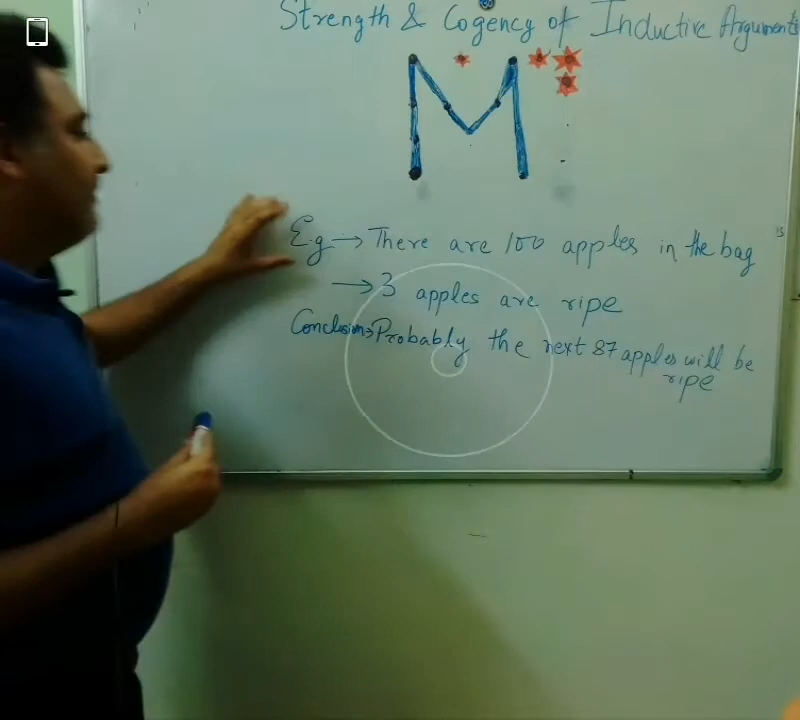 Strength & Cogency of Inductive Arguments
M
E.g → There are 100 apples in the bag
→ 3 apples are ripe
Conclusion → Probably the next 87 apples will be
ripe